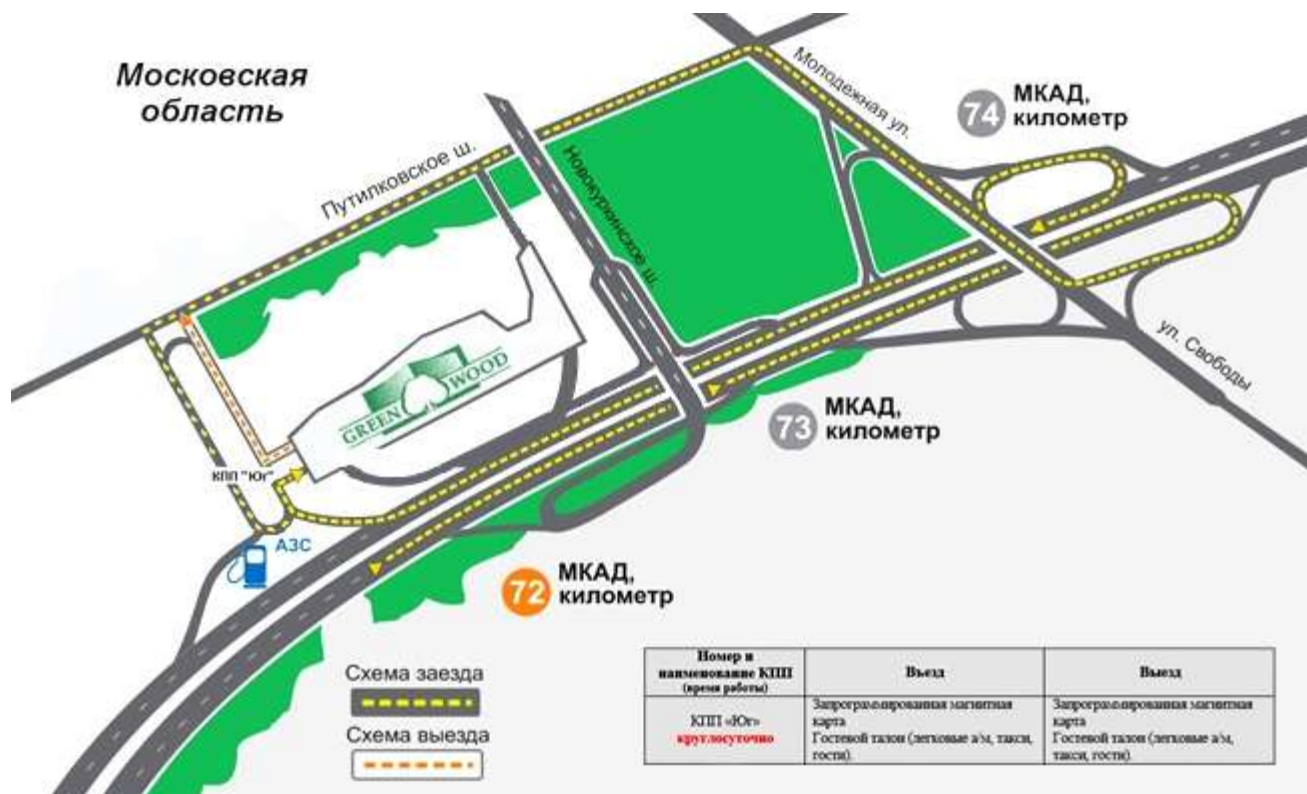 Московская
область
Путилковское ш.
Новокуркинское ш.
Молодежная ул.
74
МКАД,
километр
ул. Свободы
GREEN WOOD
73
МКАД,
километр
КПП "Юг"
АЗС
72
МКАД,
километр
Схема заезда
Схема выезда
Номер и
наименование КПП
(время работы)
Въезд
Выезд
КПП «Юг»
круглосуточно
Запрограммированная магнитная
карта
Гостевой талон (легковые а/м, такси,
гости).
Запрограммированная магнитная
карта
Гостевой талон (легковые а/м,
такси, гости).